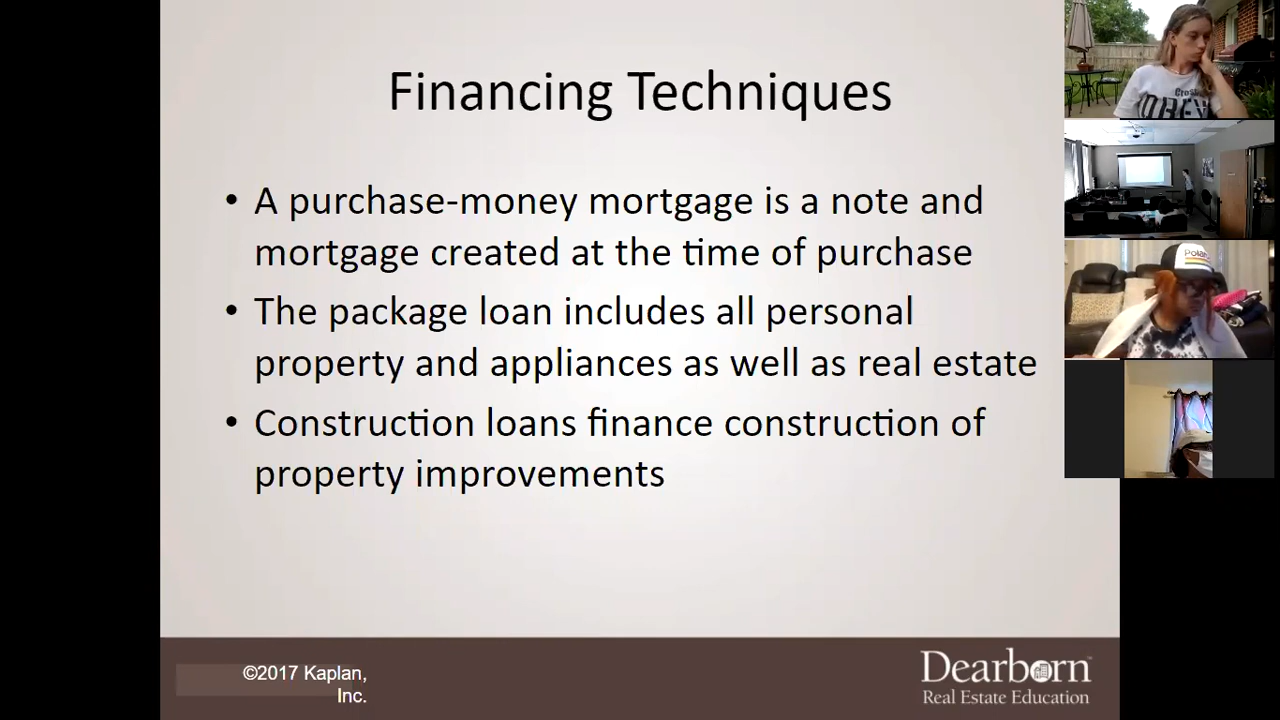 Financing Techniques
• A purchase-money mortgage is a note and
mortgage created at the time of purchase
• The package loan includes all personal
property and appliances as well as real estate
• Construction loans finance construction of
property improvements
©2017 Kaplan,
Inc.
Dearborn™
Real Estate Education